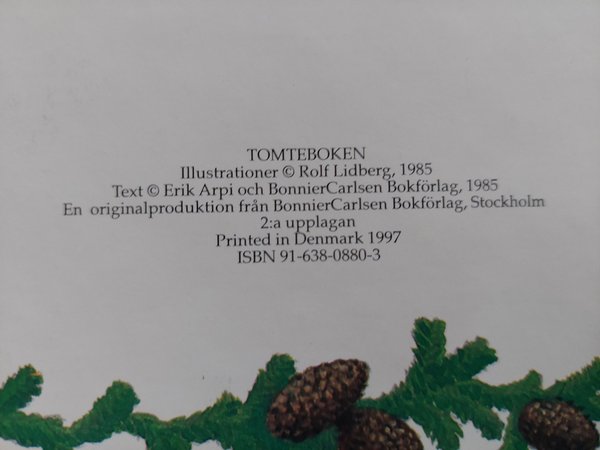 TOMTEBOKEN
Illustrationer © Rolf Lidberg, 1985
Text © Erik Arpi och BonnierCarlsen Bokförlag, 1985
En originalproduktion från BonnierCarlsen Bokförlag, Stockholm
2:a upplagan
Printed in Denmark 1997
ISBN 91-638-0880-3